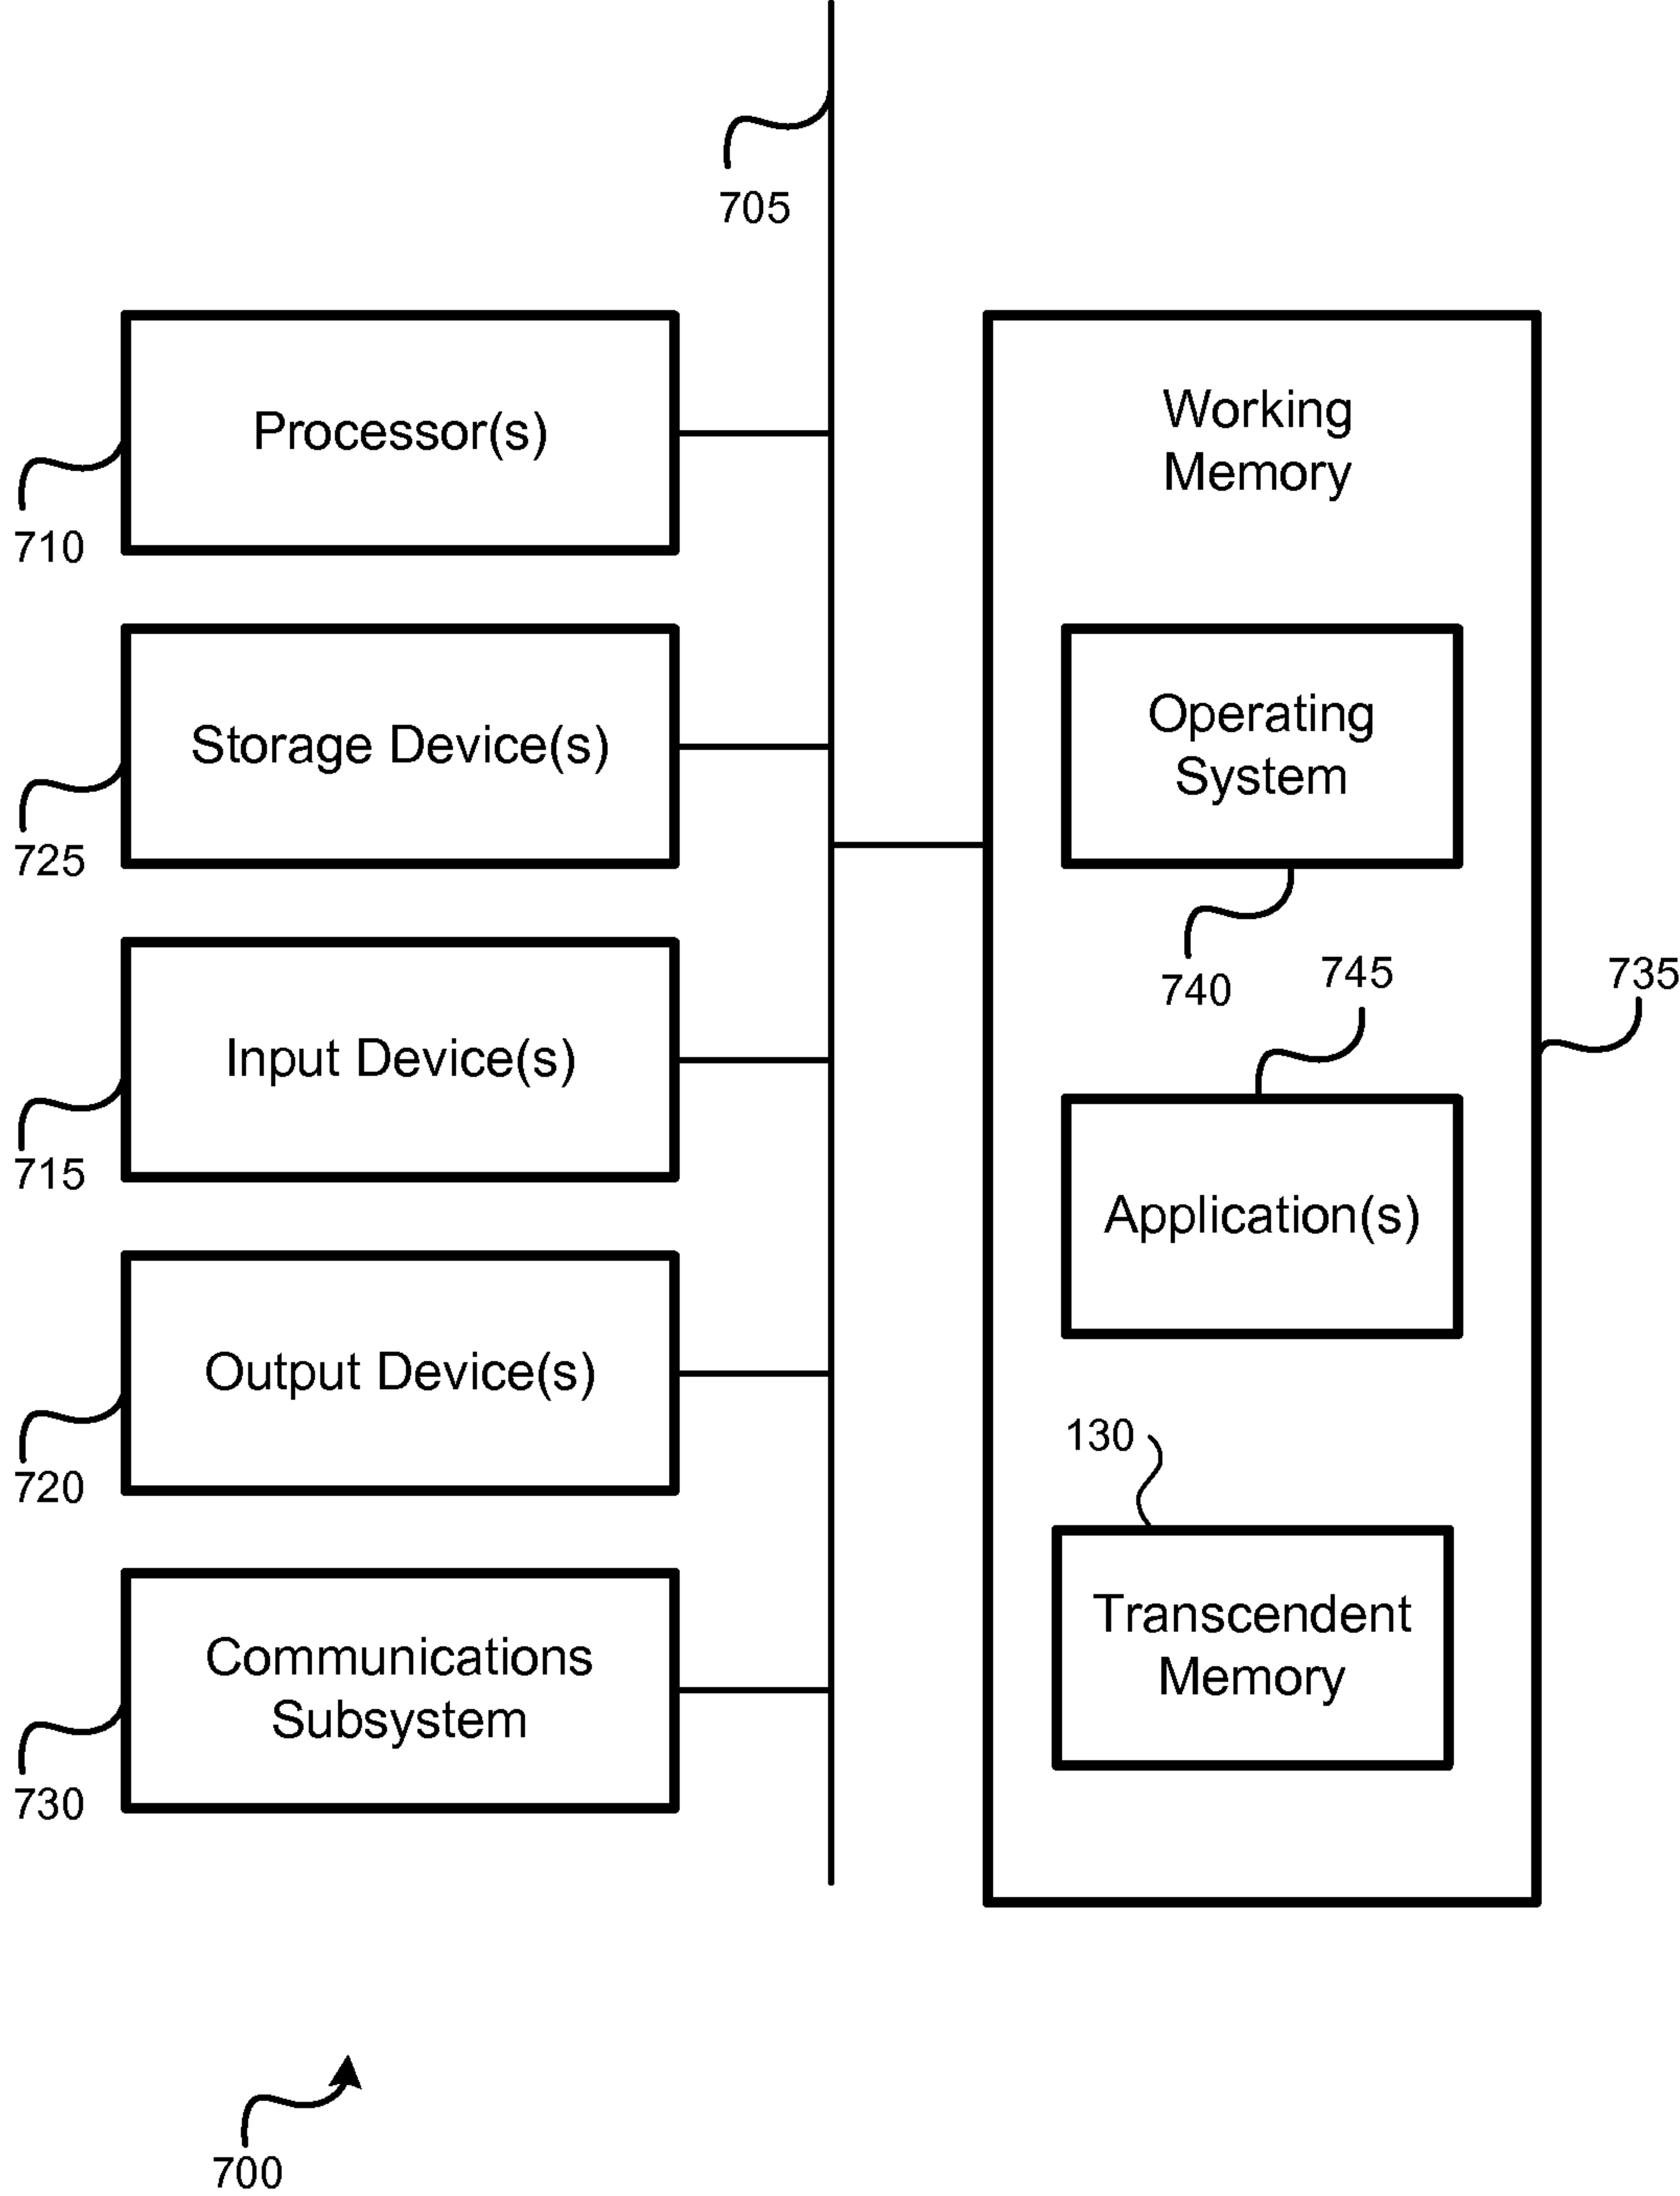 705
Processor(s)
710
Storage Device(s)
725
Input Device(s)
715
Output Device(s)
720
Communications
Subsystem
730
Working
Memory
Operating
System
740
745
735
Application(s)
130
Transcendent
Memory
700